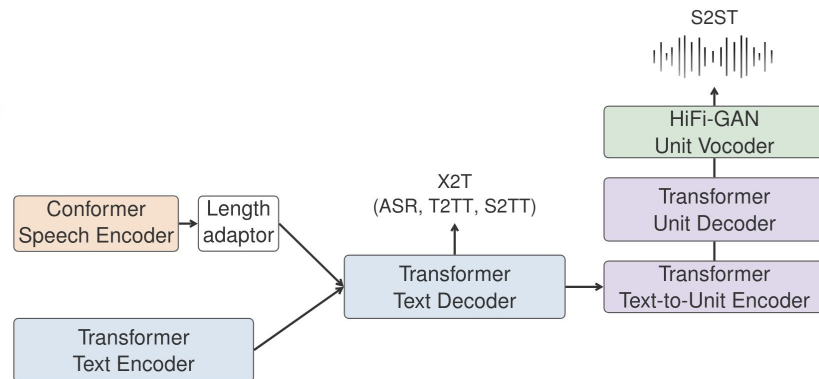 S2ST
HiFi-GAN
Unit Vocoder
X2T
(ASR, T2TT, S2TT)
Transformer
Unit Decoder
Conformer
Speech Encoder
Length
adaptor
Transformer
Text Decoder
Transformer
Text-to-Unit Encoder
Transformer
Text Encoder